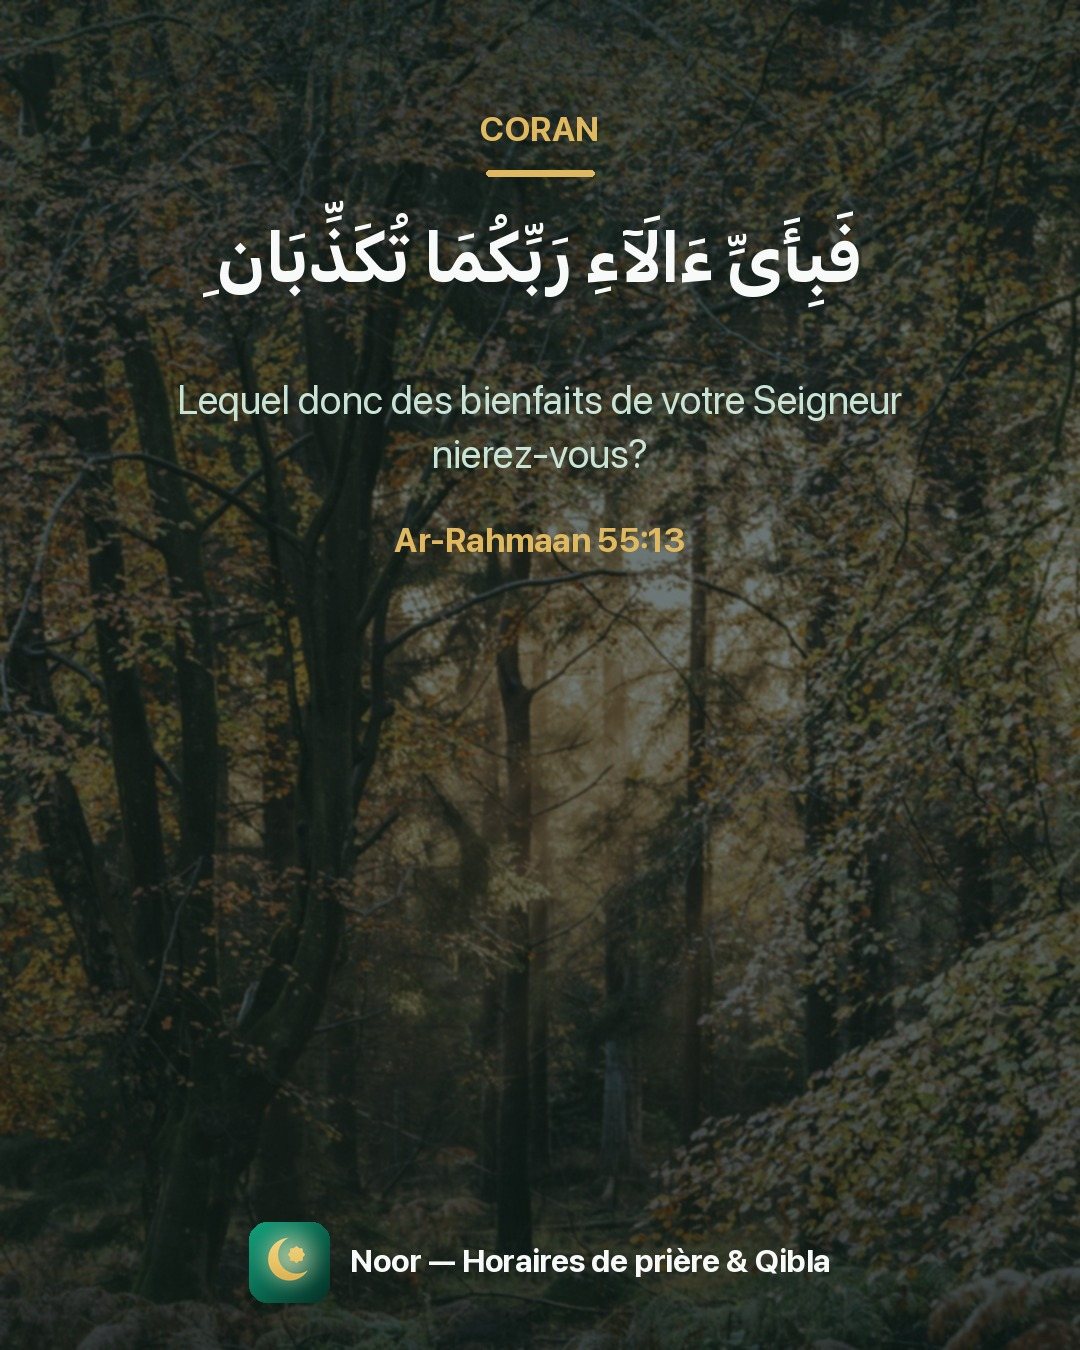 CORAN
فَبِأَىِّ ءَالَآءِ رَبِّكُمَا تُكَذِّبَانِ
Lequel donc des bienfaits de votre Seigneur
nierez-vous?
Ar-Rahmaan 55:13
Noor — Horaires de prière & Qibla